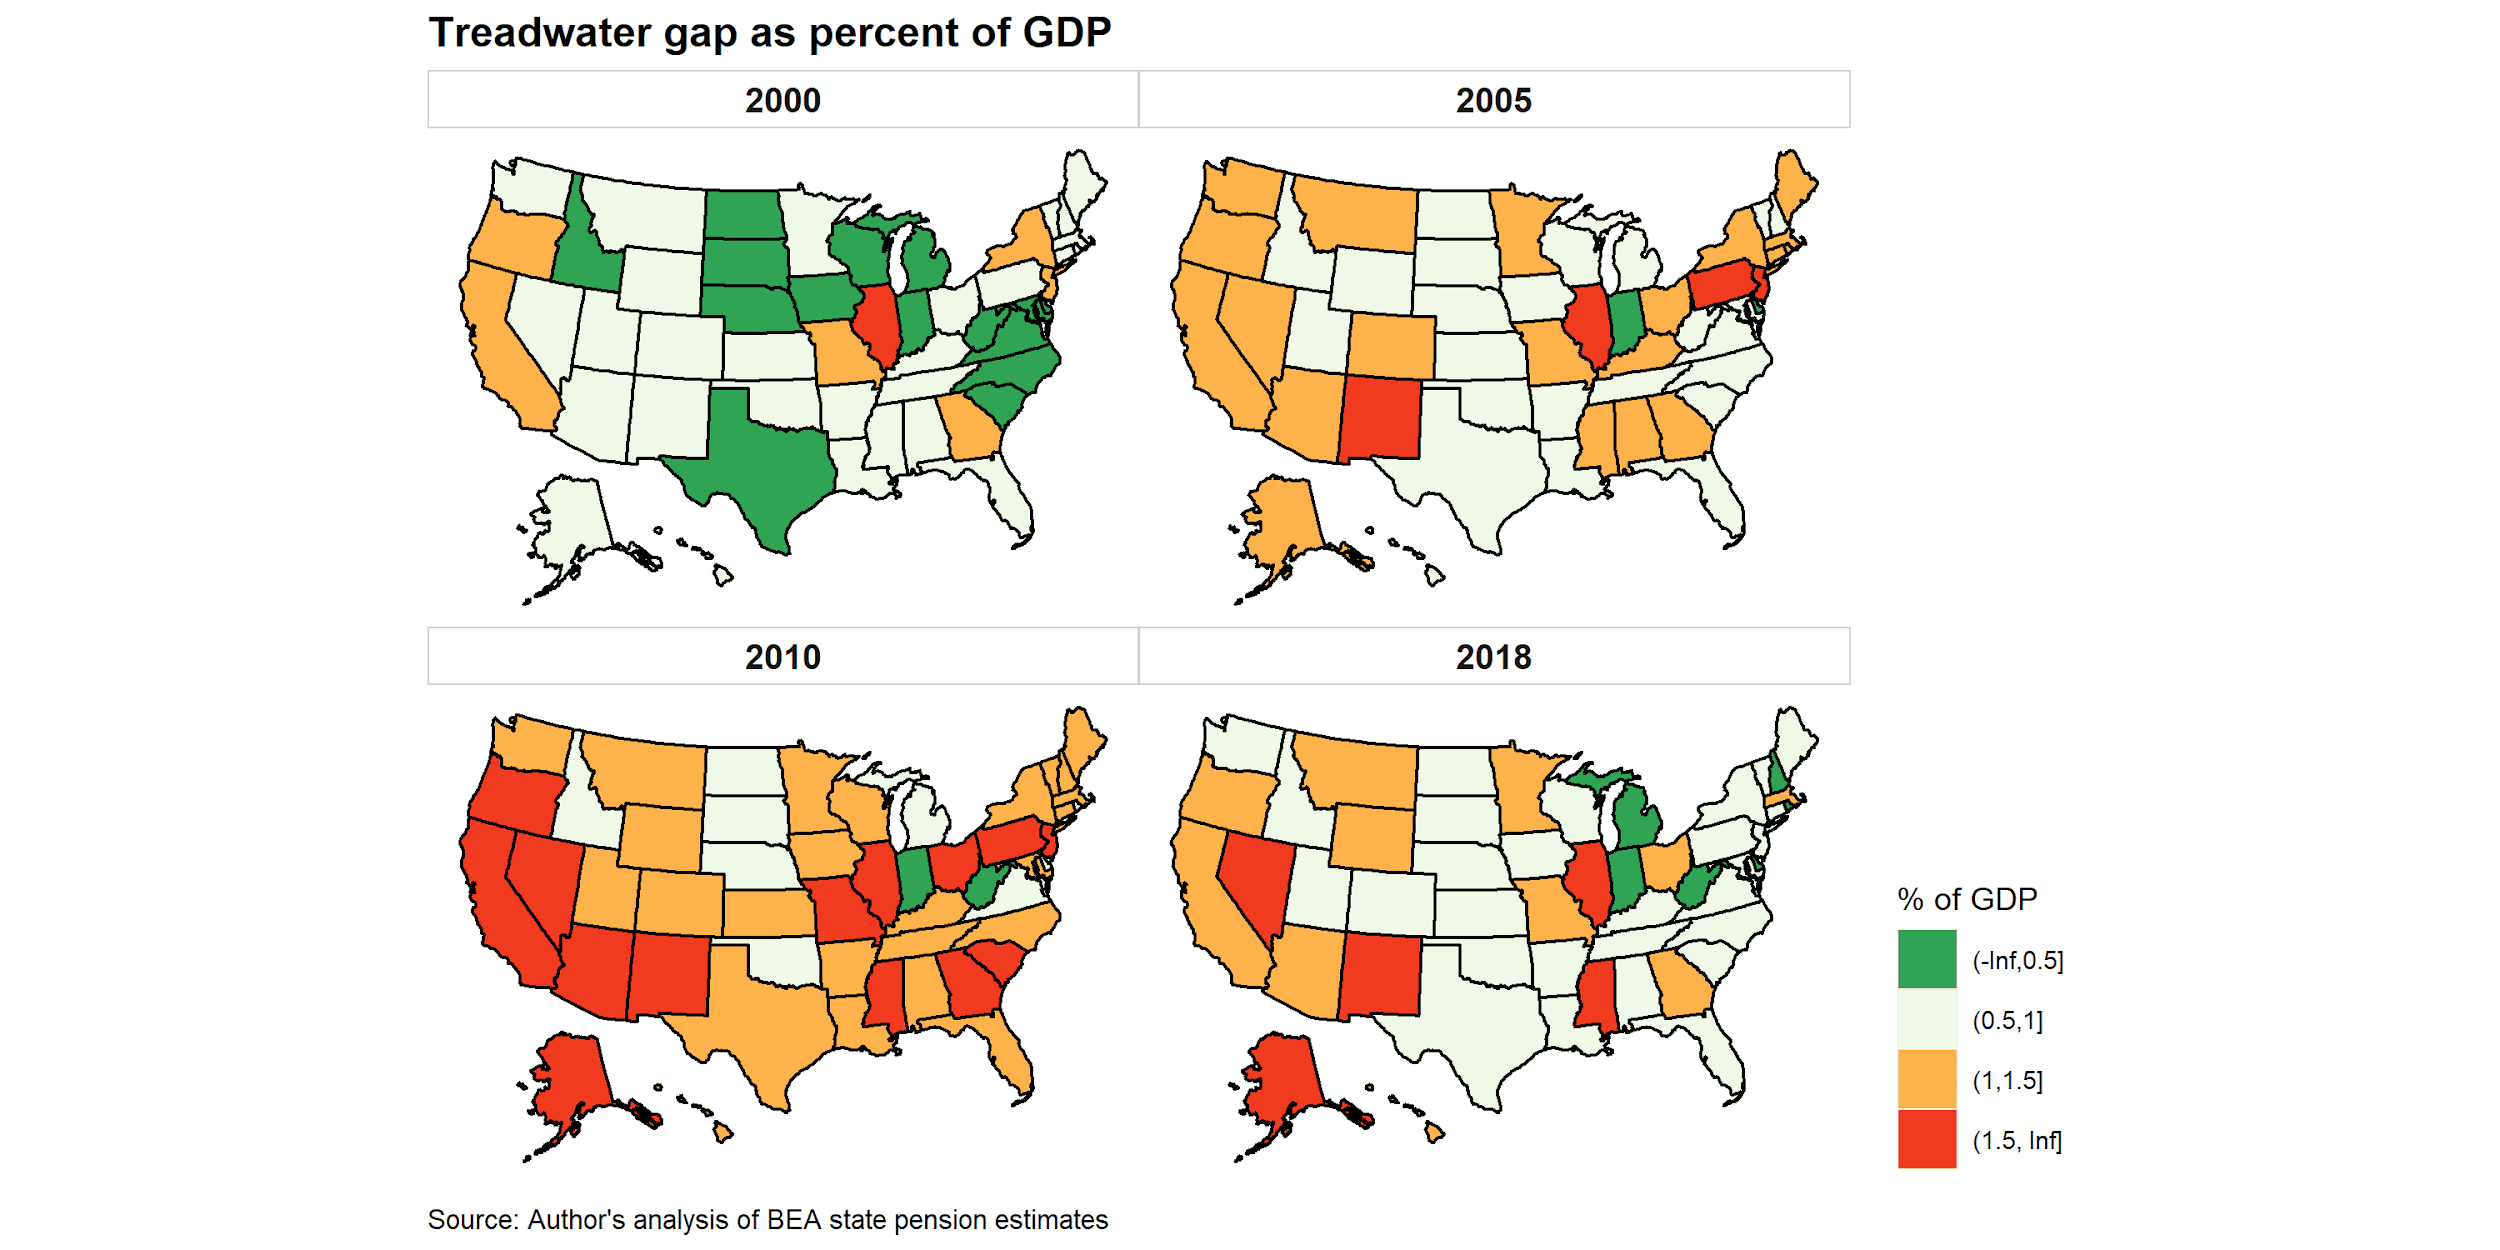 Treadwater gap as percent of GDP
2000
2005
2010
2018
% of GDP
(-Inf,0.5]
(0.5,1]
(1,1.5]
(1.5, Inf]
Source: Author's analysis of BEA state pension estimates